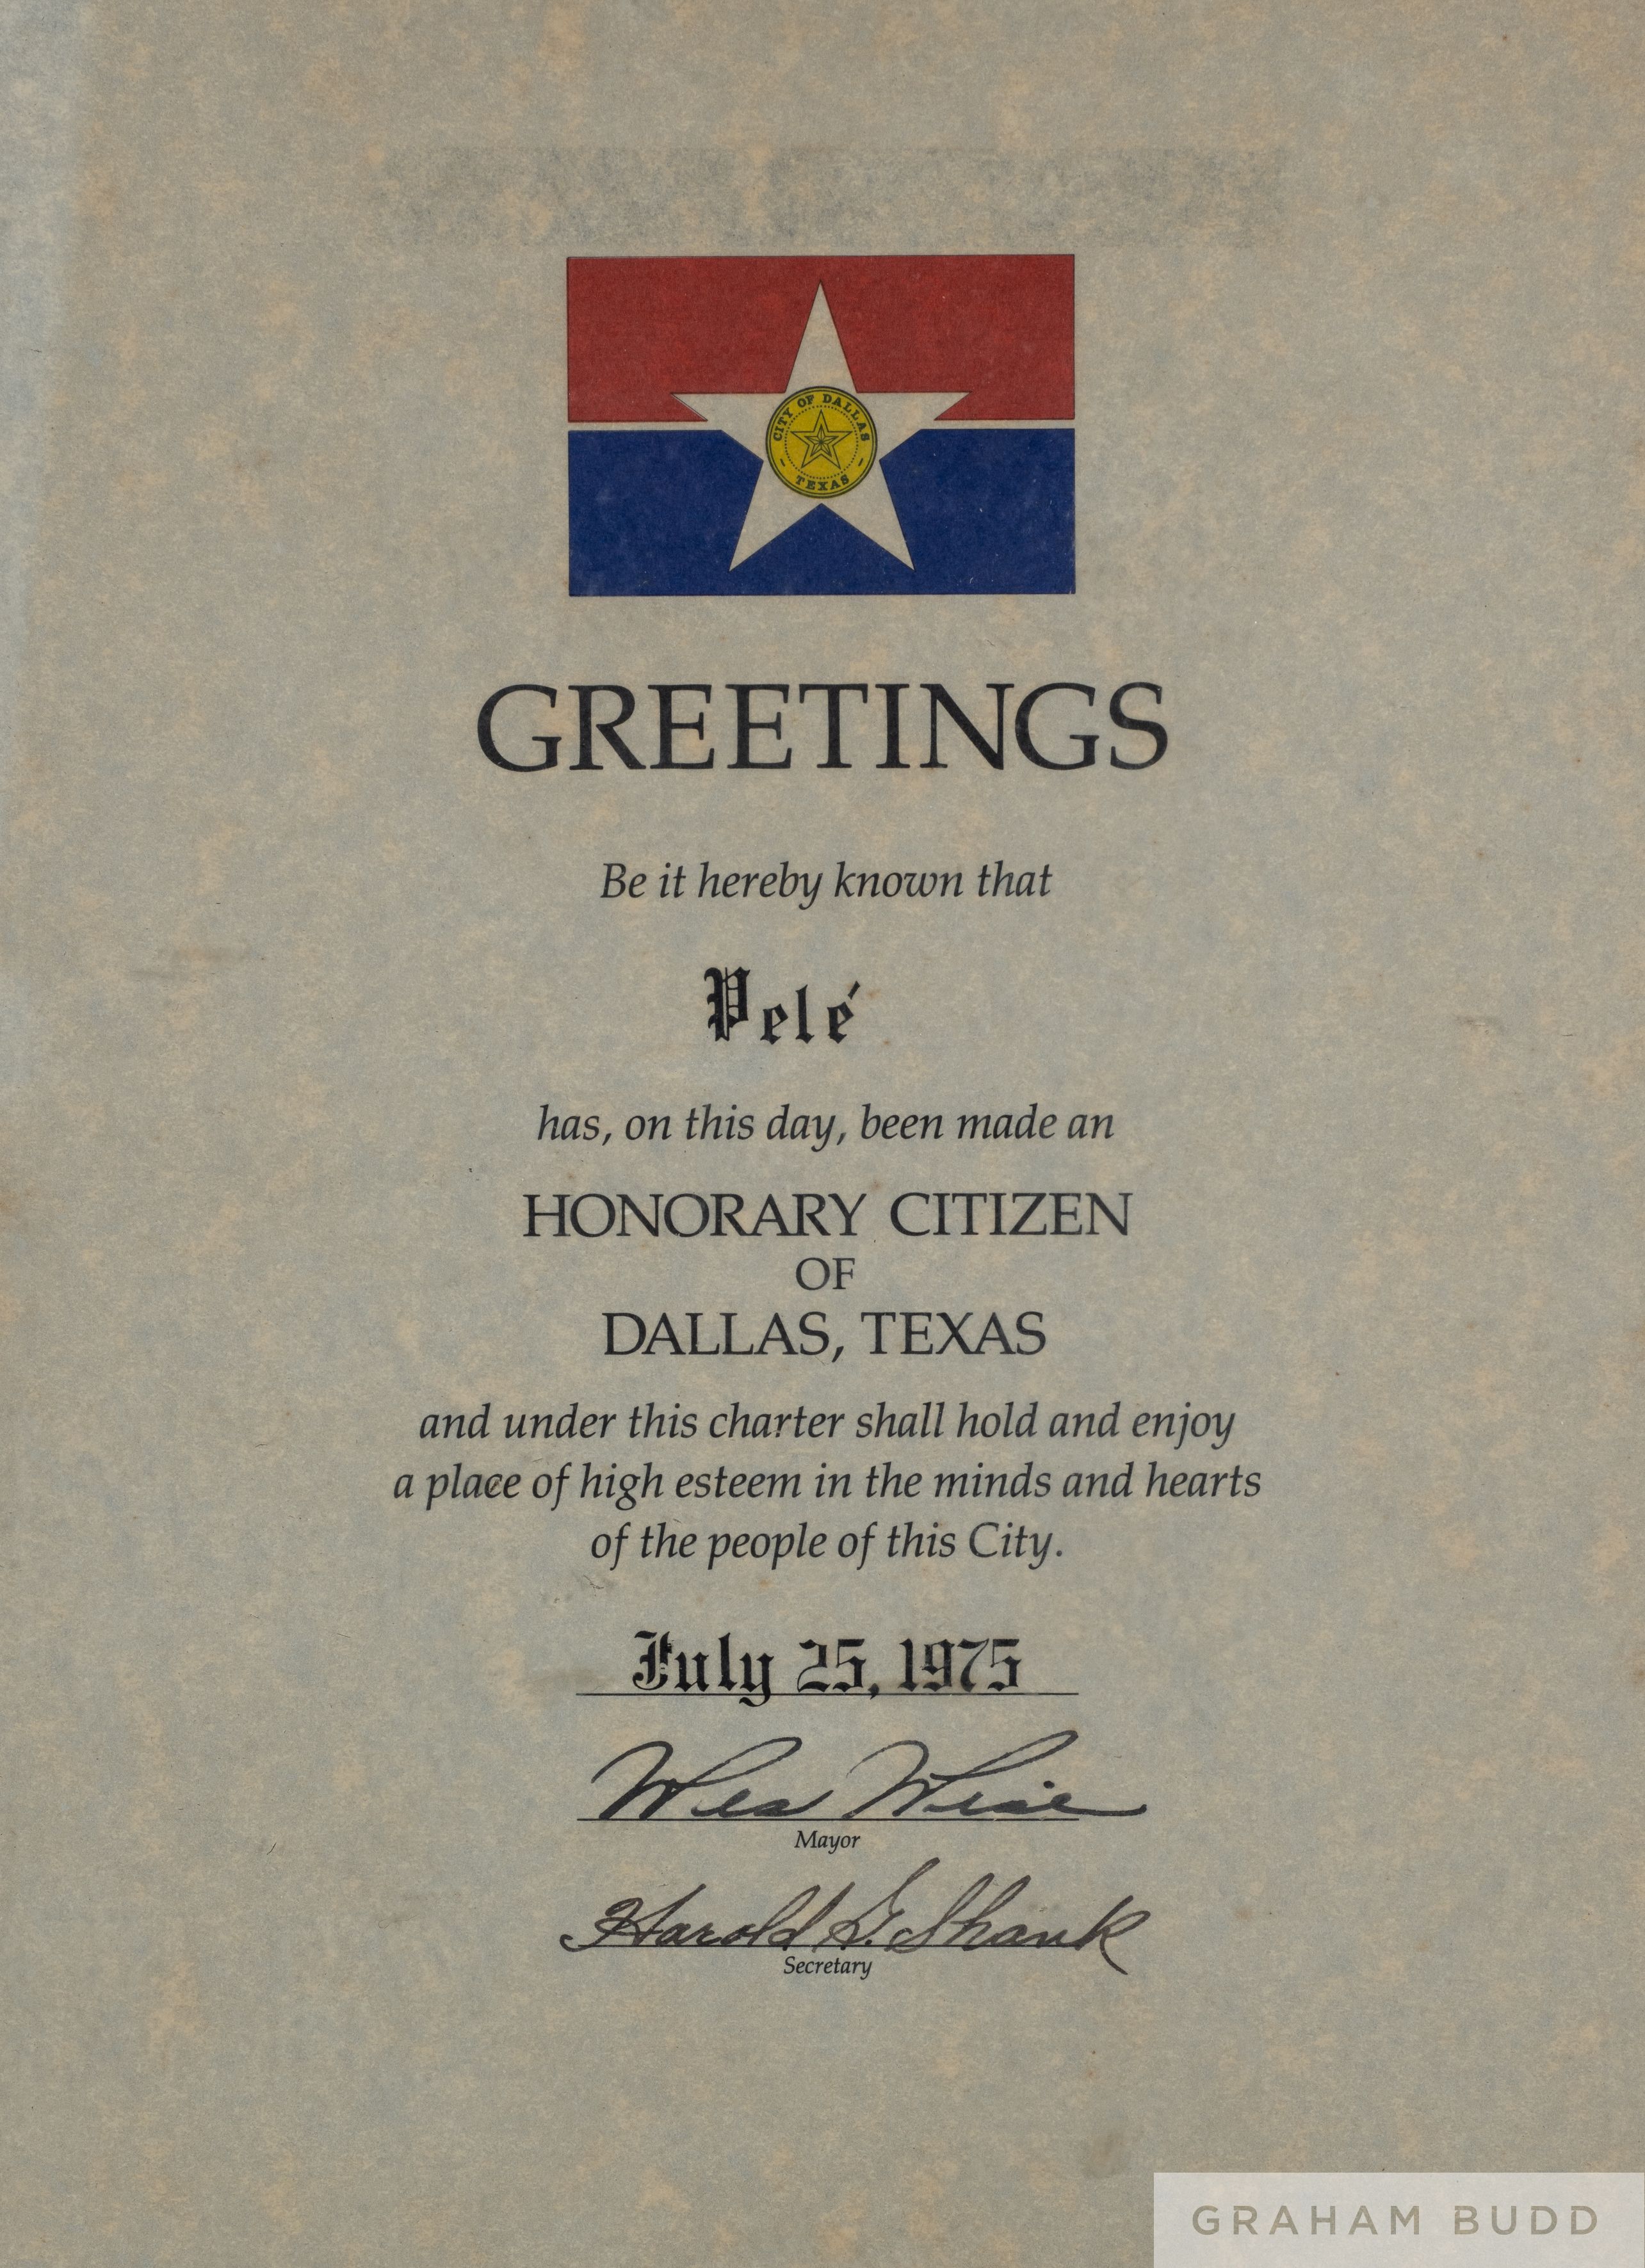 CITY OF DALLAS
TEXAS
GREETINGS
Be it hereby known that
Pelé
has, on this day, been made an
HONORARY CITIZEN
OF
DALLAS, TEXAS
and under this charter shall hold and enjoy
a place of high esteem in the minds and hearts
of the people of this City.
July 25, 1975
Wes Wise
Mayor
Harold G. Shank
Secretary
GRAHAM BUDD